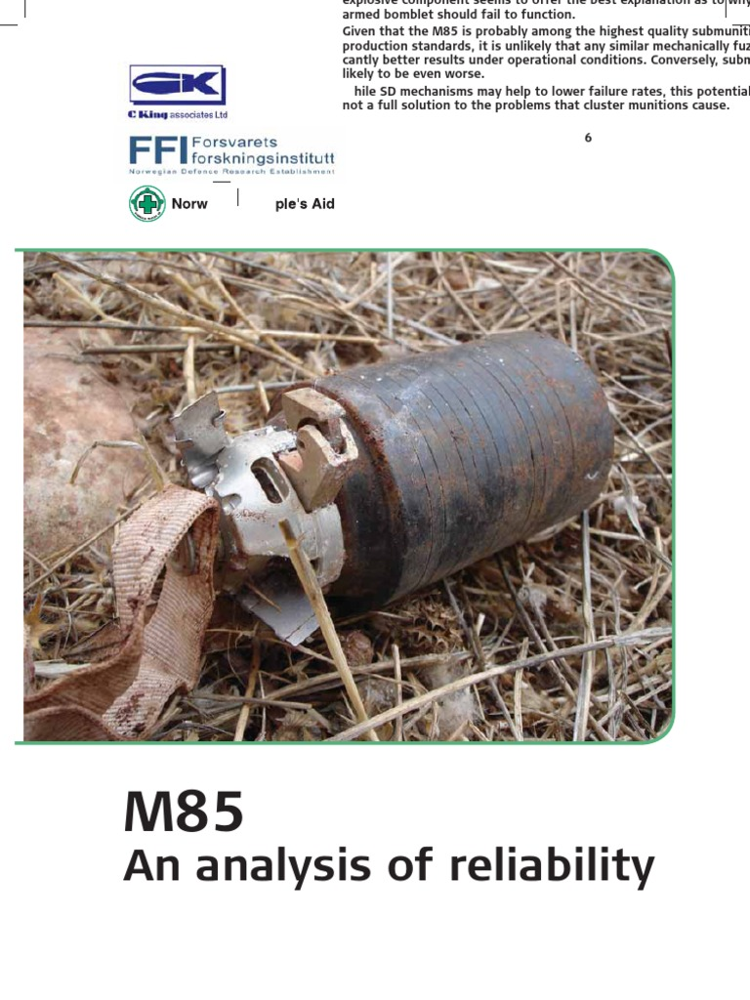 explosive component seems to offer the best explanation as to why
armed bomblet should fail to function.
Given that the M85 is probably among the highest quality
production standards, it is unlikely that any similar mechanically
cantly better results under operational conditions. Conversely,
likely to be even worse.
hile SD mechanisms may help to lower failure rates, this potential
not a full solution to the problems that cluster munitions cause.
6
CK
C King associates Ltd
FFI Forsvarets
forskningsinstitutt
Norwegian Defence Research Establishment
Norw ple's Aid
M85
An analysis of reliability